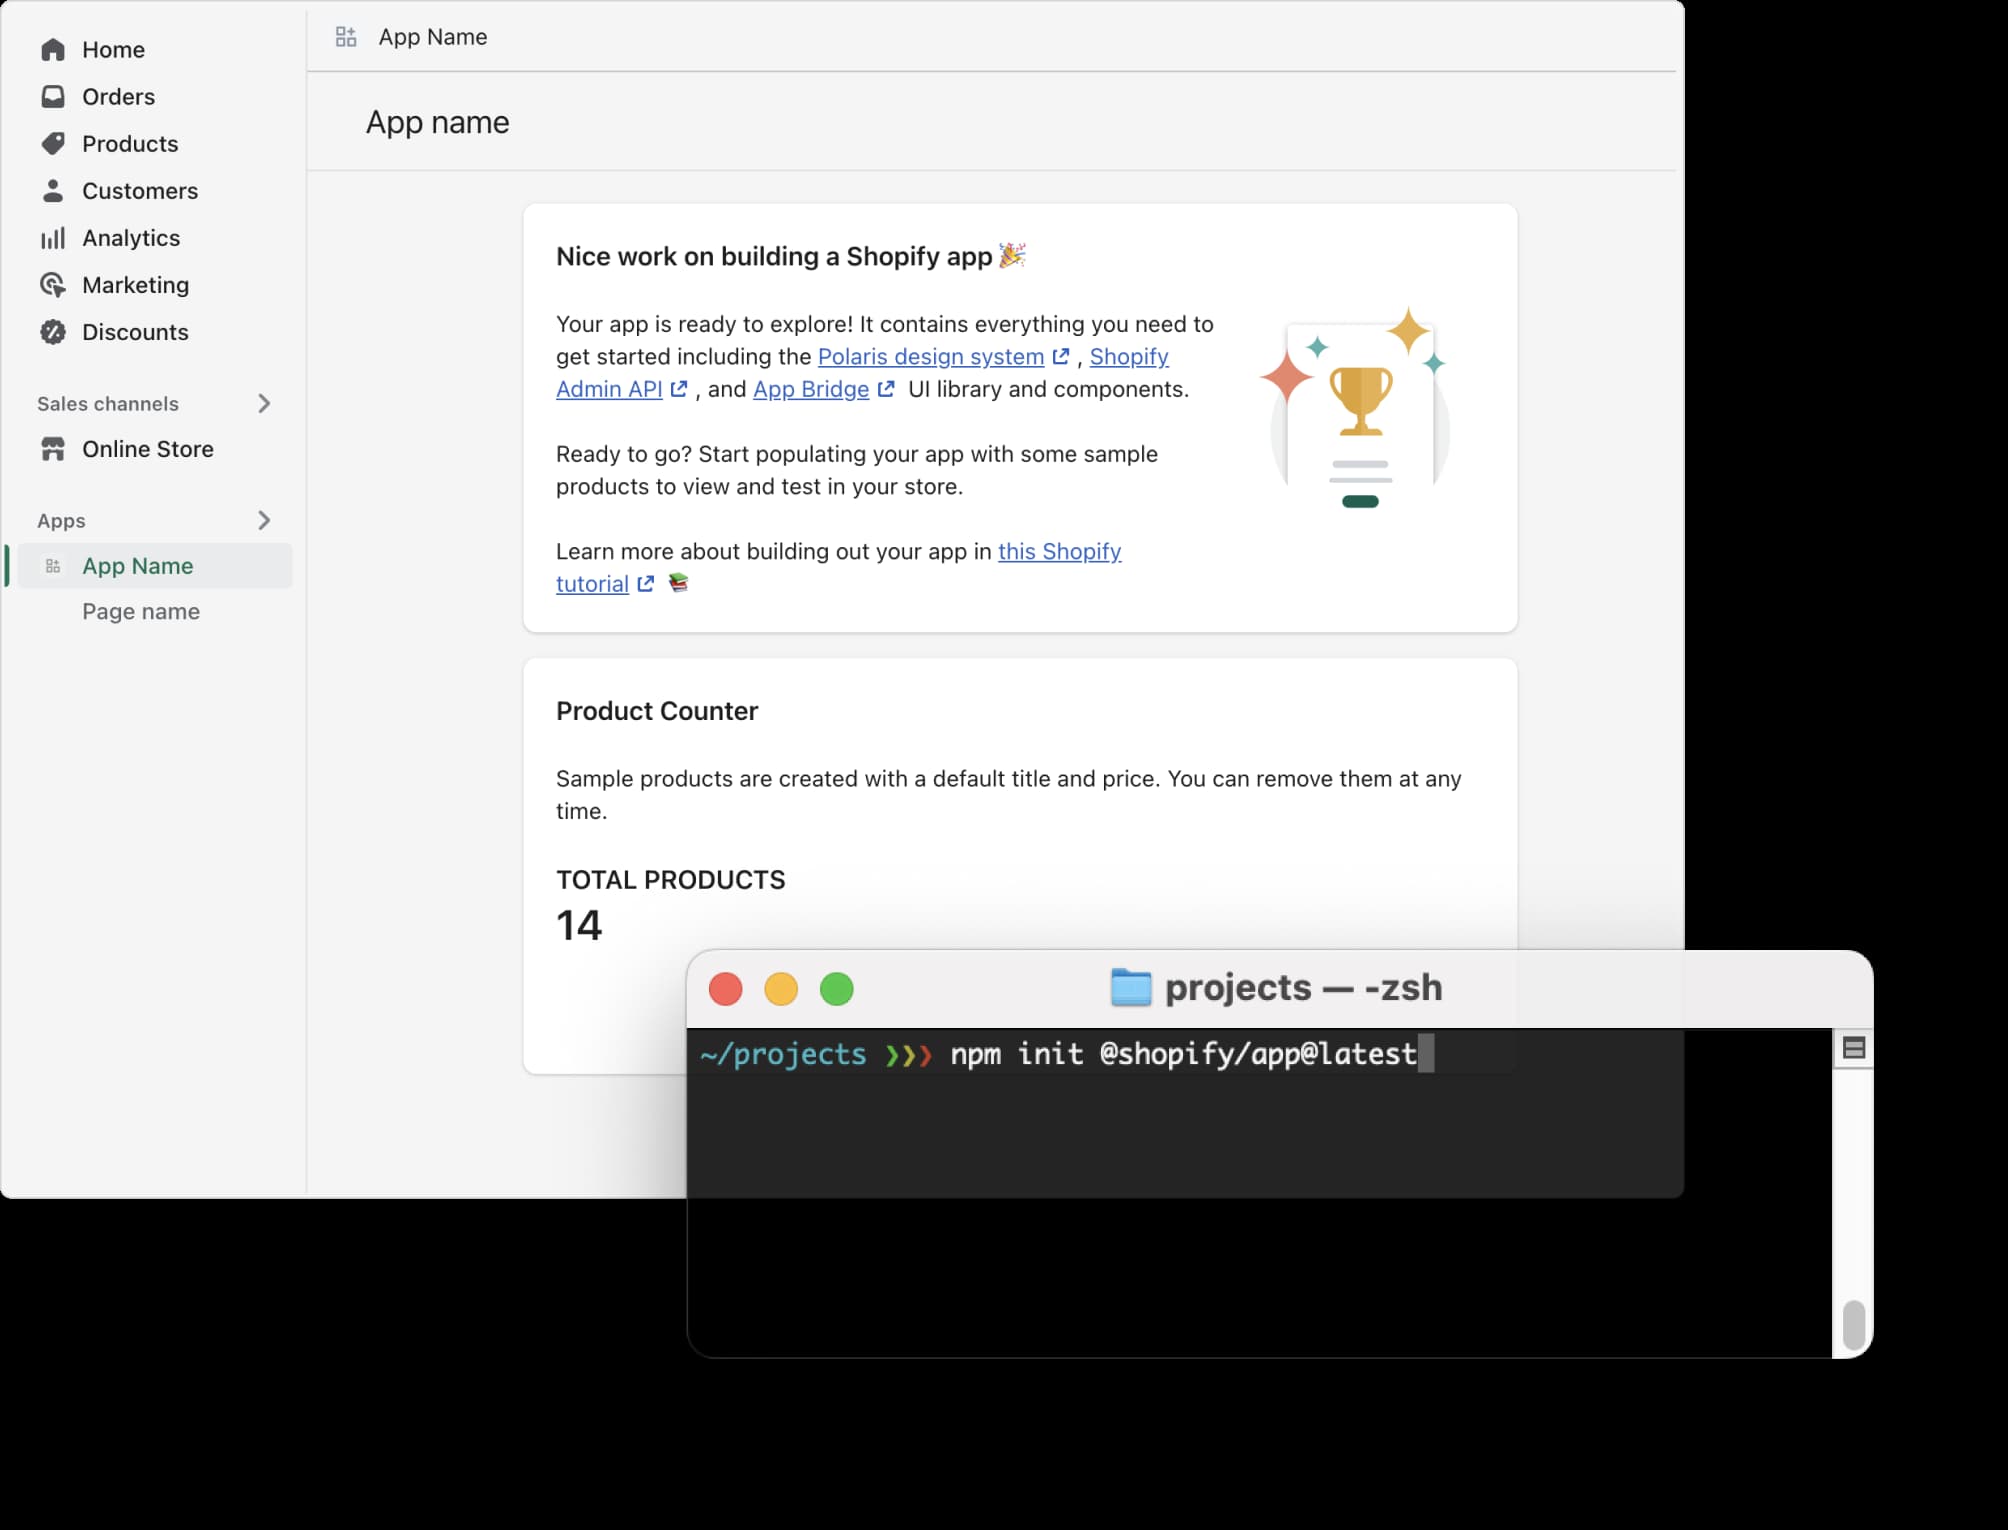 Home
Orders
Products
Customers
Analytics
Marketing
Discounts
Sales channels
Online Store
Apps
App Name
Page name
App Name
App name
Nice work on building a Shopify app 🎉
Your app is ready to explore! It contains everything you need to
get started including the Polaris design system , Shopify
Admin API , and App Bridge UI library and components.
Ready to go? Start populating your app with some sample
products to view and test in your store.
Learn more about building out your app in this Shopify
tutorial 📚
Product Counter
Sample products are created with a default title and price. You can remove them at any
time.
TOTAL PRODUCTS
14
projects — -zsh
~/projects ❯❯❯ npm init @shopify/app@latest